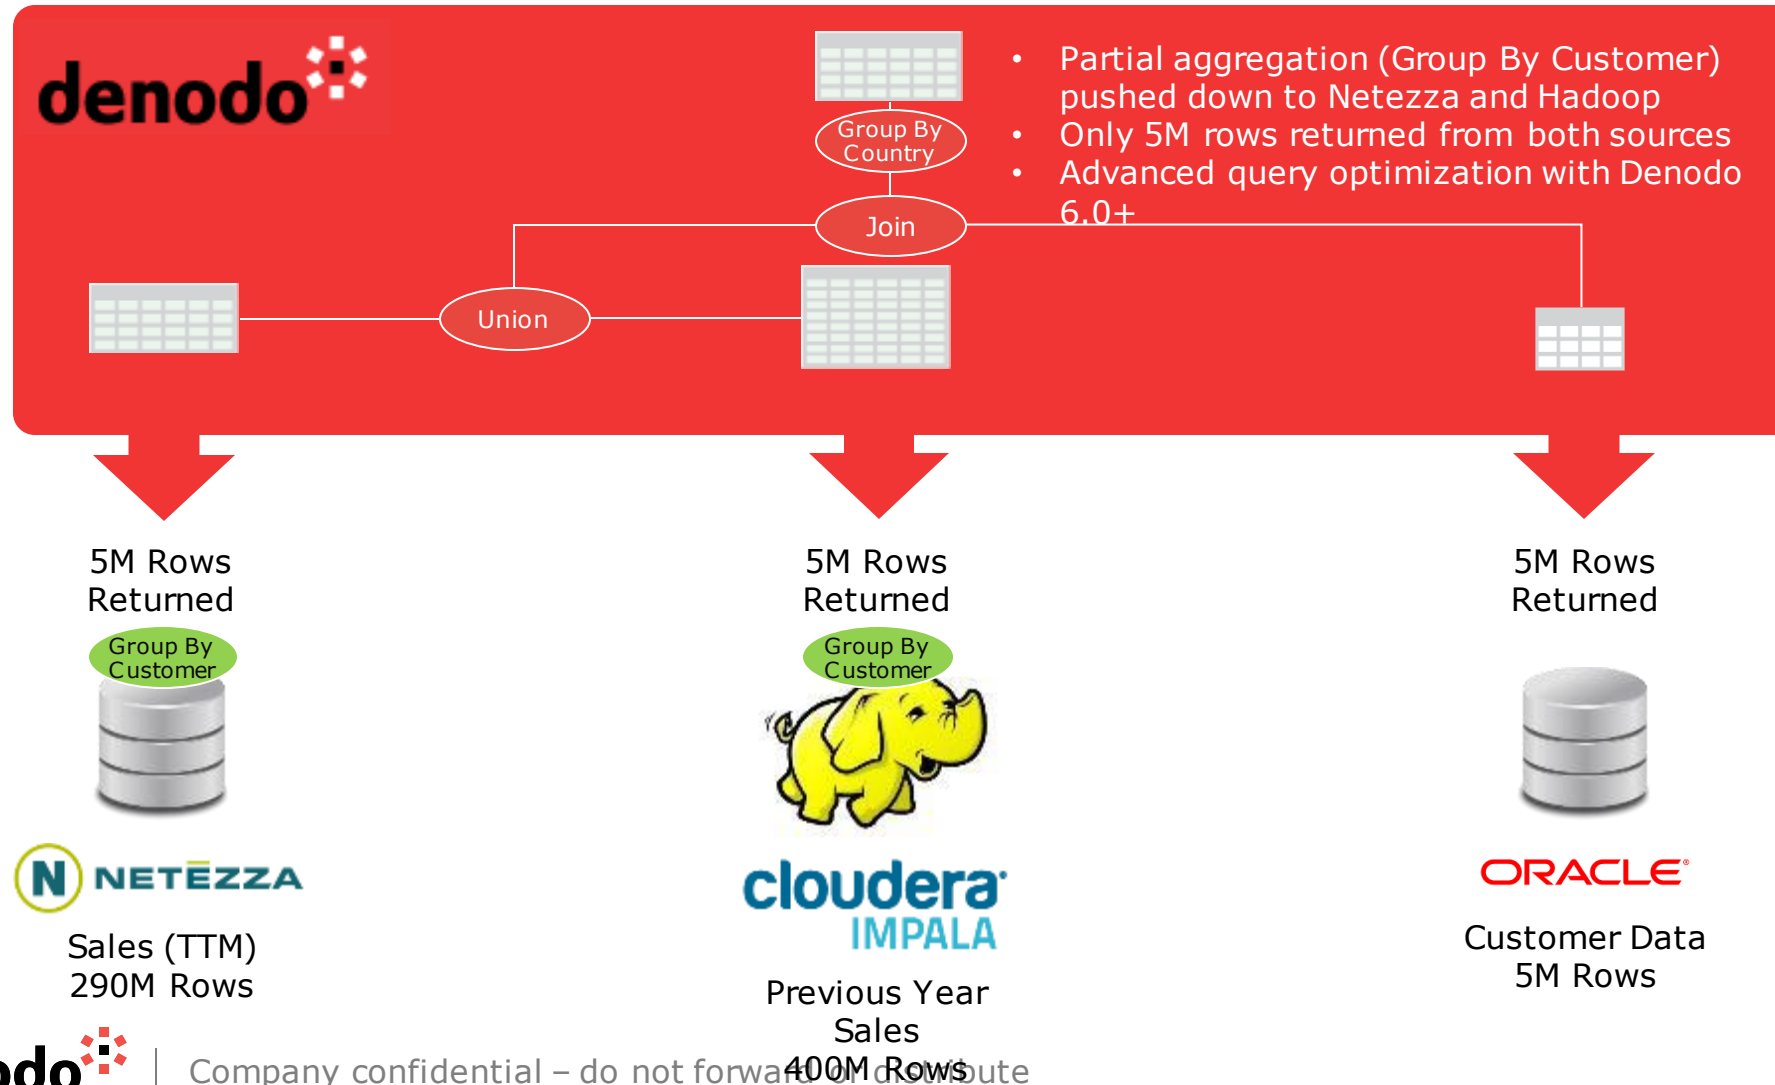 denodo
• Partial aggregation (Group By Customer)
pushed down to Netezza and Hadoop
• Only 5M rows returned from both sources
• Advanced query optimization with Denodo
6.0+
Group By
Country
Join
Union
5M Rows
Returned
Group By
Customer
N NETĒZZA
Sales (TTM)
290M Rows
5M Rows
Returned
Group By
Customer
cloudera
IMPALA
Previous Year
Sales
400M Rows
5M Rows
Returned
ORACLE®
Customer Data
5M Rows
odo
Company confidential – do not forward or distribute